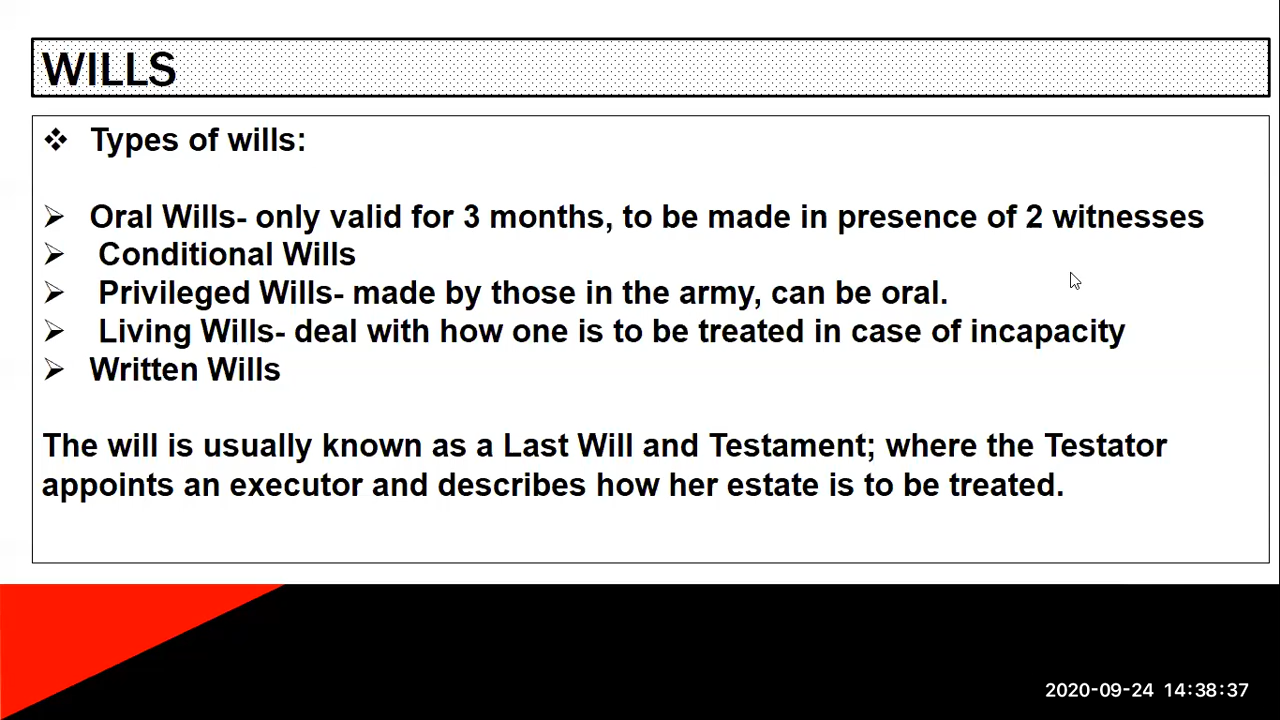 WILLS
❖ Types of wills:
➢ Oral Wills- only valid for 3 months, to be made in presence of 2 witnesses
➢ Conditional Wills
➢ Privileged Wills- made by those in the army, can be oral.
➢ Living Wills- deal with how one is to be treated in case of incapacity
➢ Written Wills
The will is usually known as a Last Will and Testament; where the Testator
appoints an executor and describes how her estate is to be treated.
2020-09-24 14:38:37